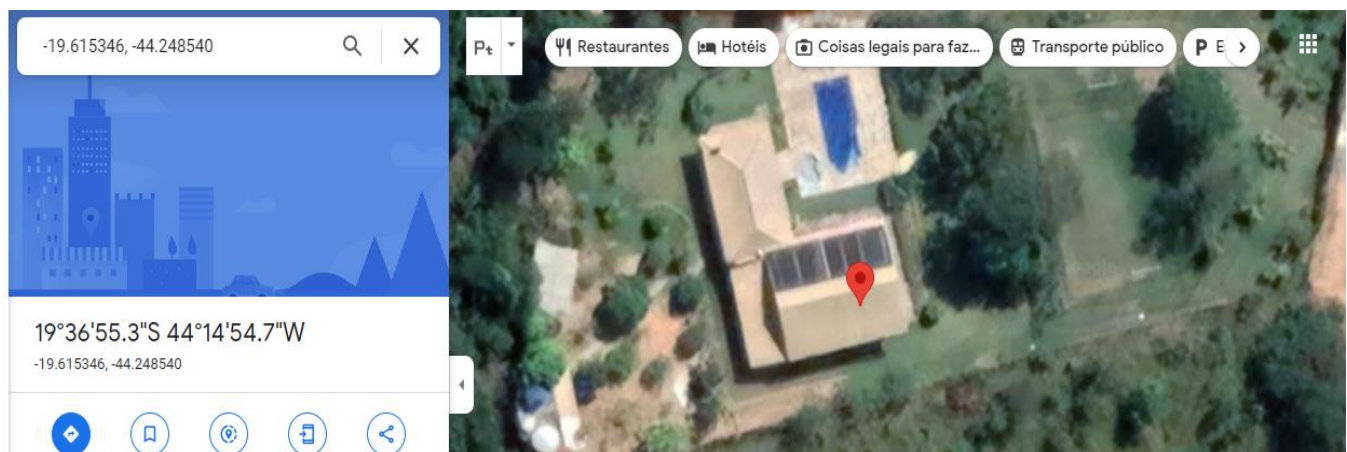 -19.615346, -44.248540
Restaurantes
Hotéis
Coisas legais para faz...
Transporte público
P E
19°36'55.3"S 44°14'54.7"W
-19.615346, -44.248540